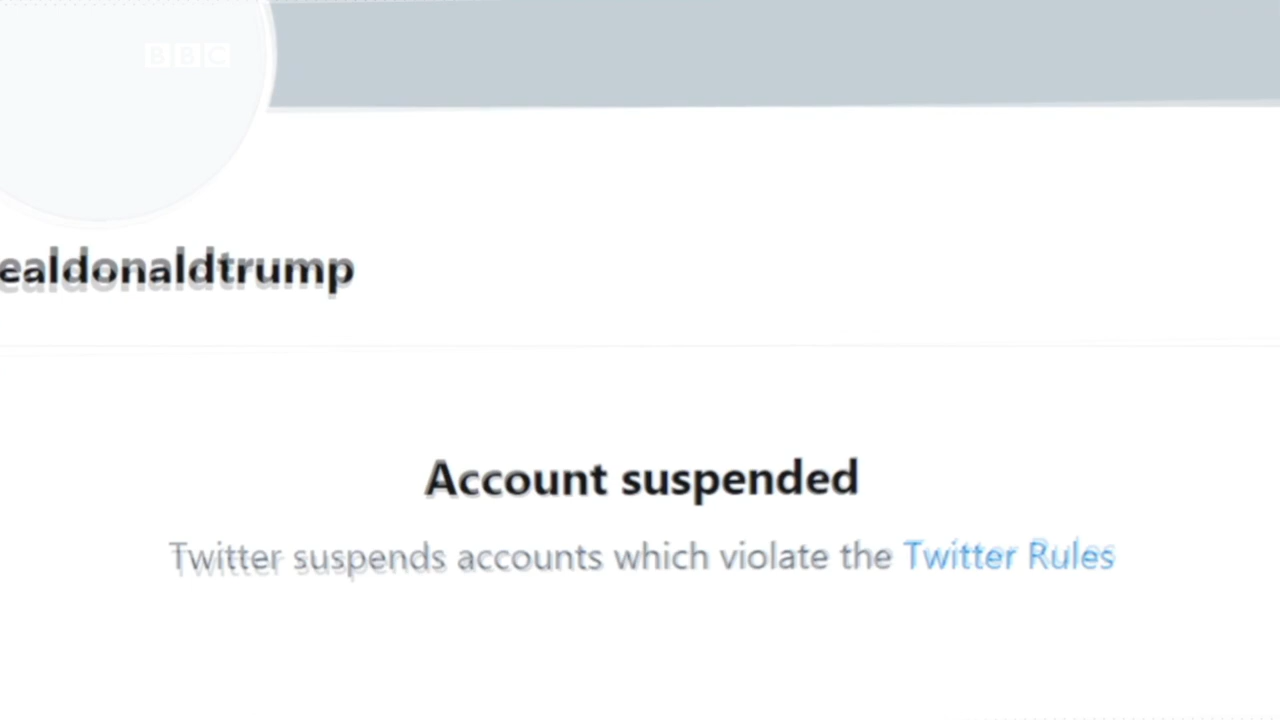 BBC
ealdonaldtrump
Account suspended
Twitter suspends accounts which violate the Twitter Rules